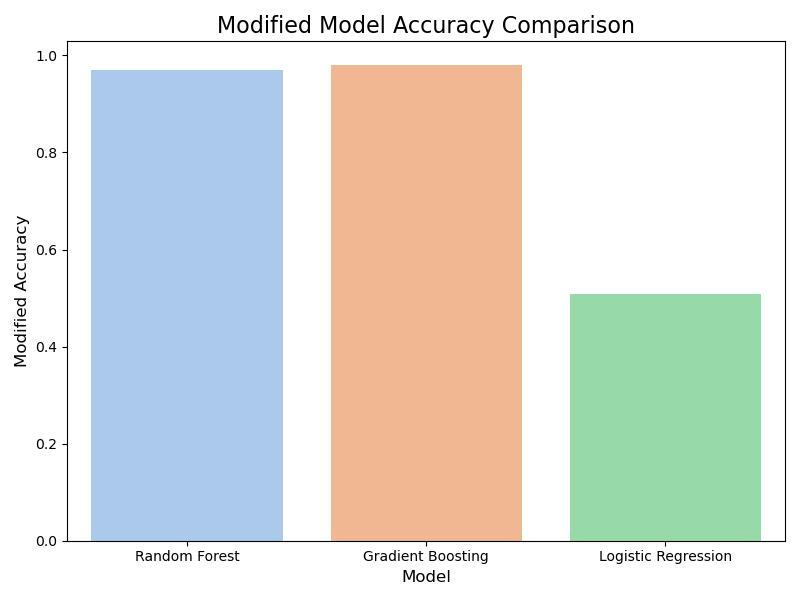 Modified Model Accuracy Comparison
1.0
0.8
0.6
0.4
0.2
0.0
Modified Accuracy
Random Forest
Gradient Boosting
Logistic Regression
Model